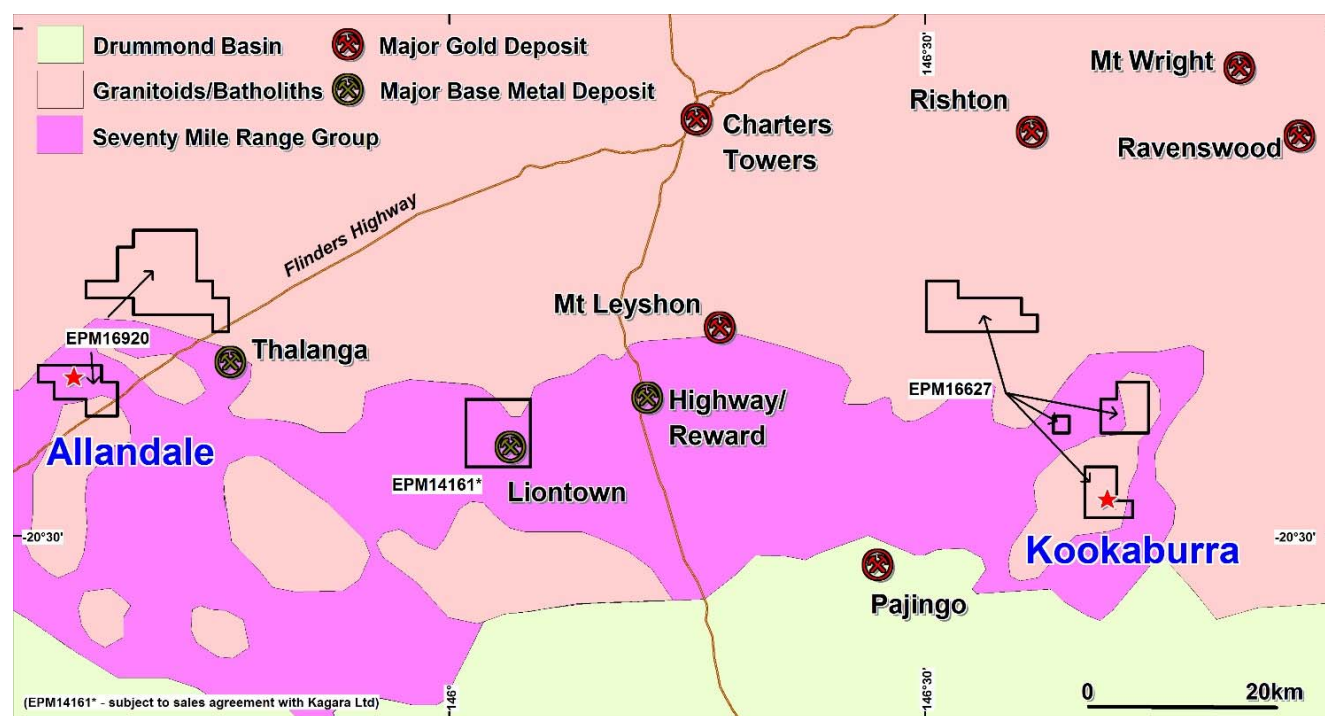 Drummond Basin
Major Gold Deposit
Granitoids/Batholiths
Major Base Metal Deposit
Seventy Mile Range Group
146°30'
Mt Wright
Rishton
Ravenswood
Charters
Towers
Flinders Highway
Mt Leyshon
EPM16920
Thalanga
EPM16627
Highway/
Reward
Allandale
EPM14161*
Liontown
-20°30'
-20°30'
Kookaburra
Pajingo
(EPM14161* - subject to sales agreement with Kagara Ltd)
146°
146°30'
0
20km